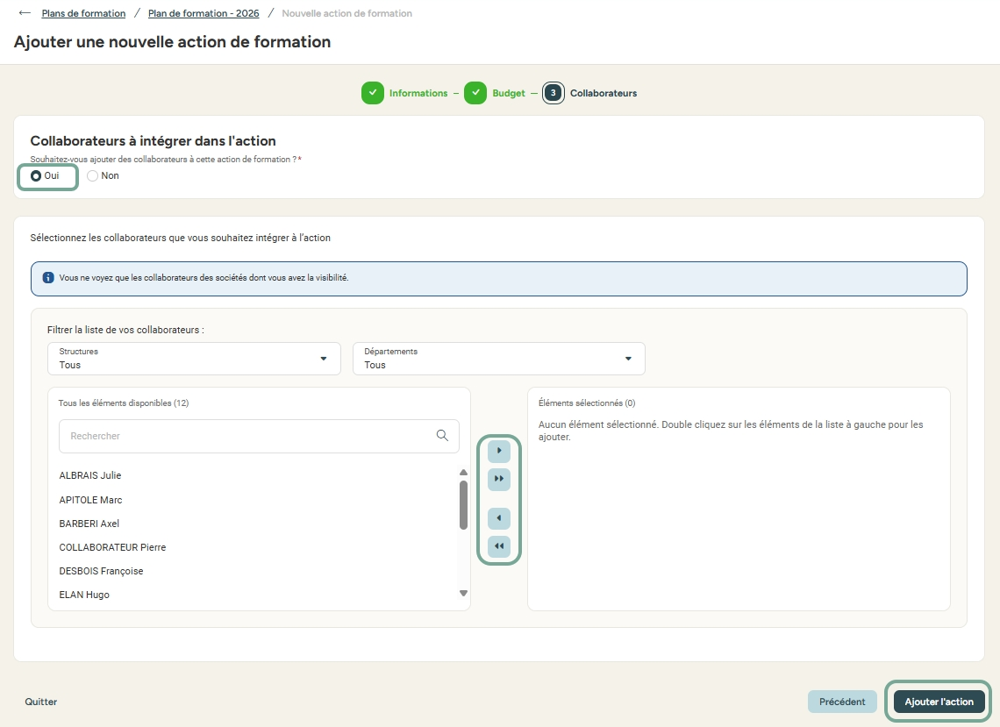 ← Plans de formation / Plan de formation - 2026 / Nouvelle action de formation
Ajouter une nouvelle action de formation
Informations – Budget – 3 Collaborateurs
Collaborateurs à intégrer dans l'action
Souhaitez-vous ajouter des collaborateurs à cette action de formation ? *
Oui Non
Sélectionnez les collaborateurs que vous souhaitez intégrer à l'action
Vous ne voyez que les collaborateurs des sociétés dont vous avez la visibilité.
Filtrer la liste de vos collaborateurs :
Structures
Tous
Départements
Tous
Tous les éléments disponibles (12)
Rechercher
ALBRAIS Julie
APITOLE Marc
BARBERI Axel
COLLABORATEUR Pierre
DESBOIS Françoise
ELAN Hugo
Éléments sélectionnés (0)
Aucun élément sélectionné. Double cliquez sur les éléments de la liste à gauche pour les
ajouter.
Quitter
Précédent
Ajouter l'action